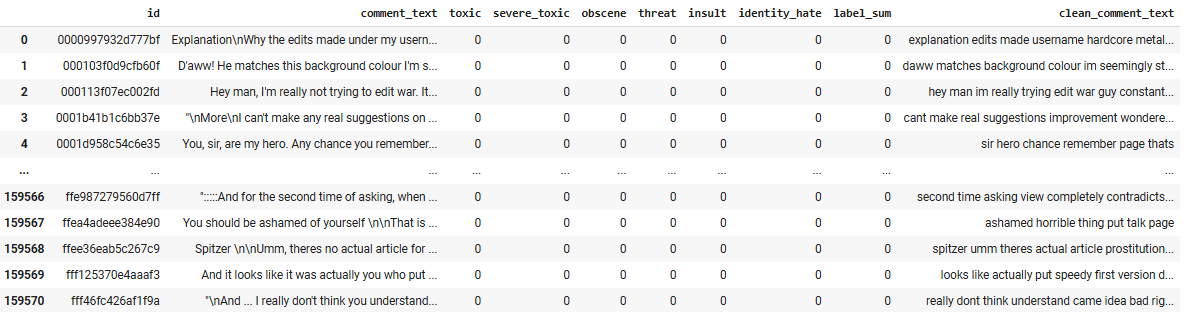 id comment_text toxic severe_toxic obscene threat insult identity_hate label_sum clean_comment_text
0 0000997932d777bf Explanation\nWhy the edits made under my usern... 0 0 0 0 0 0 0 explanation edits made username hardcore metal...
1 000103f0d9cfb60f D'aww! He matches this background colour I'm s... 0 0 0 0 0 0 0 daww matches background colour im seemingly st...
2 000113f07ec002fd Hey man, I'm really not trying to edit war. It... 0 0 0 0 0 0 0 hey man im really trying edit war guy constant...
3 0001b41b1c6bb37e "\nMore\nI can't make any real suggestions on ... 0 0 0 0 0 0 0 cant make real suggestions improvement wondere...
4 0001d958c54c6e35 You, sir, are my hero. Any chance you remember... 0 0 0 0 0 0 0 sir hero chance remember page thats
... ... ... ... ... ... ... ... ... ... ...
159566 ffe987279560d7ff ":::::And for the second time of asking, when ... 0 0 0 0 0 0 0 second time asking view completely contradicts...
159567 ffea4adeee384e90 You should be ashamed of yourself \n\nThat is ... 0 0 0 0 0 0 0 ashamed horrible thing put talk page
159568 ffee36eab5c267c9 Spitzer \n\nUmm, theres no actual article for ... 0 0 0 0 0 0 0 spitzer umm theres actual article prostitution...
159569 fff125370e4aaaf3 And it looks like it was actually you who put ... 0 0 0 0 0 0 0 looks like actually put speedy first version d...
159570 fff46fc426af1f9a "\nAnd ... I really don't think you understand... 0 0 0 0 0 0 0 really dont think understand came idea bad rig...